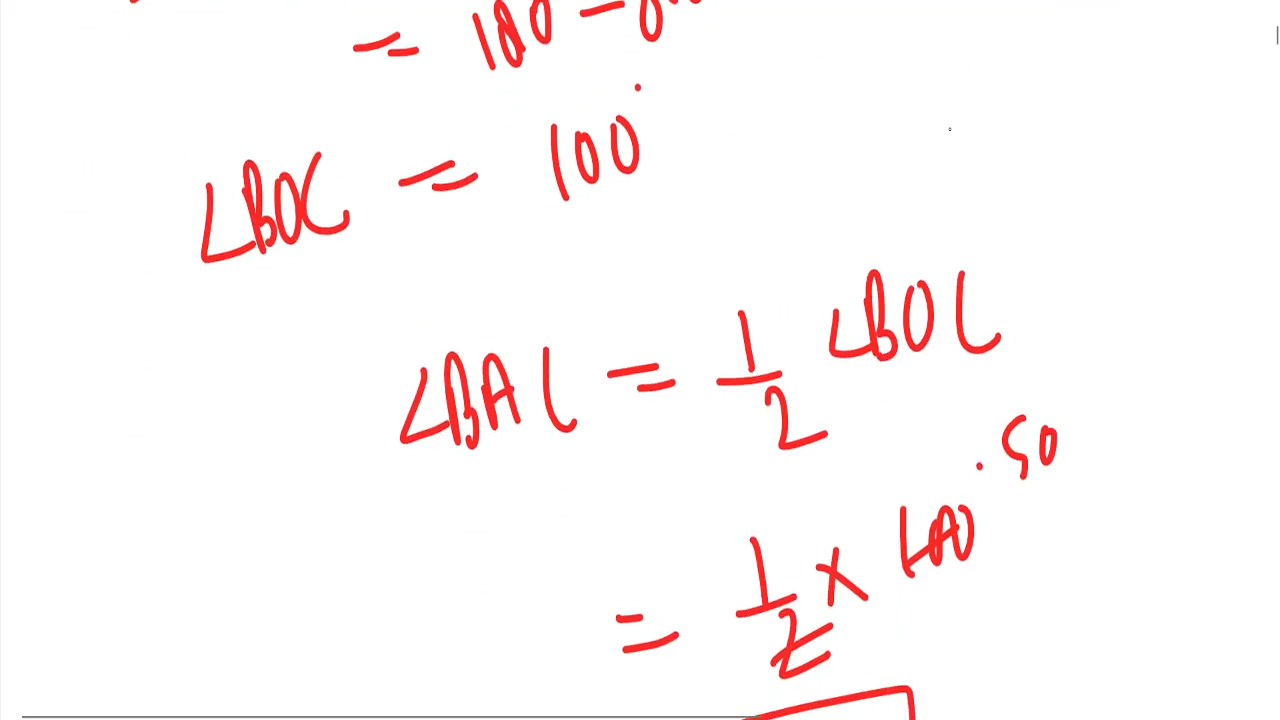 = 180 - 80
∠BOC = 100°
∠BAC = 1/2 ∠BOC
50
= 1/2 × 100°